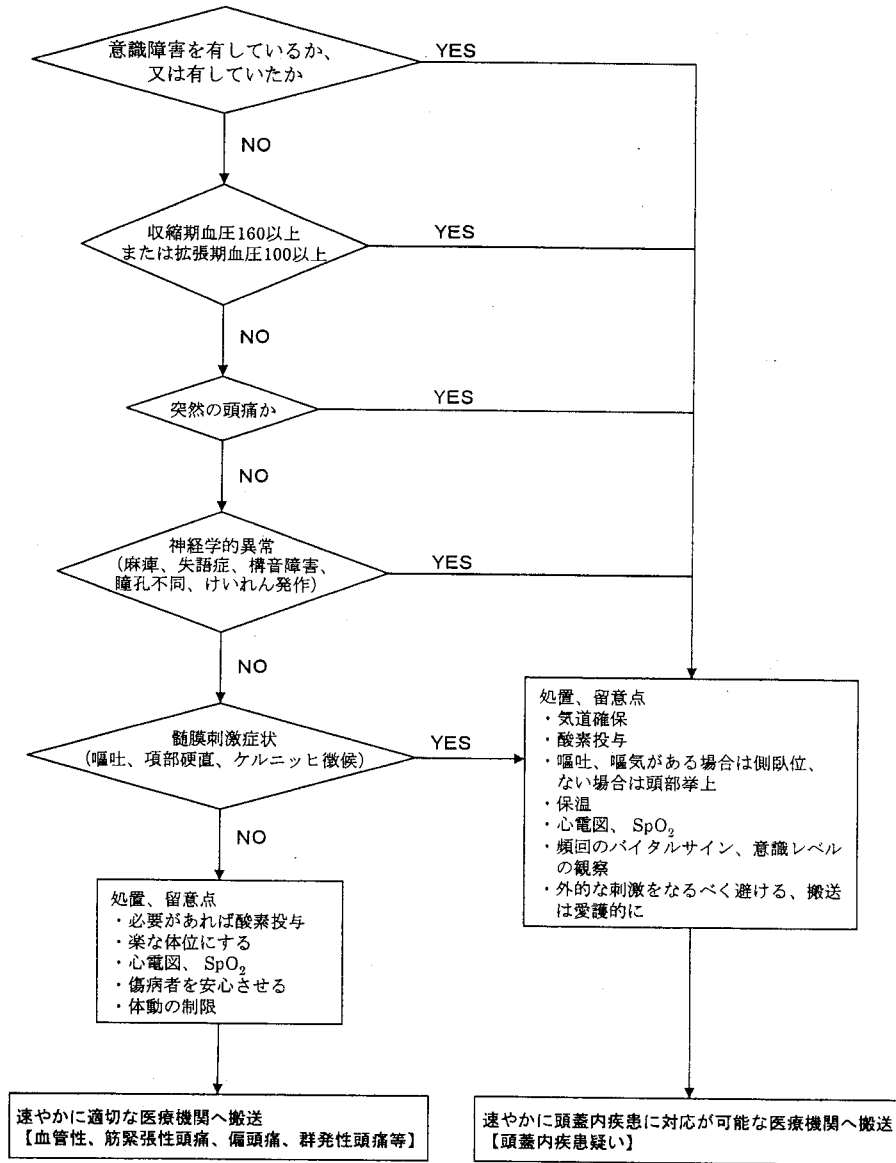 意識障害を有しているか、
又は有していたか
YES
NO
収縮期血圧160以上
または拡張期血圧100以上
YES
NO
突然の頭痛か
YES
NO
神経学的異常
(麻痺、失語症、構音障害、
瞳孔不同、けいれん発作)
YES
NO
髄膜刺激症状
(嘔吐、項部硬直、ケルニッヒ徴候)
YES
NO
処置、留意点
・気道確保
・酸素投与
・嘔吐、嘔気がある場合は側臥位、
ない場合は頭部挙上
・保温
・心電図、 SpO₂
・頻回のバイタルサイン、意識レベル
の観察
・外的な刺激をなるべく避ける、搬送
は愛護的に
処置、留意点
・必要があれば酸素投与
・楽な体位にする
・心電図、 SpO₂
・傷病者を安心させる
・体動の制限
速やかに適切な医療機関へ搬送
【血管性、筋緊張性頭痛、偏頭痛、群発性頭痛等】
速やかに頭蓋内疾患に対応が可能な医療機関へ搬送
【頭蓋内疾患疑い】